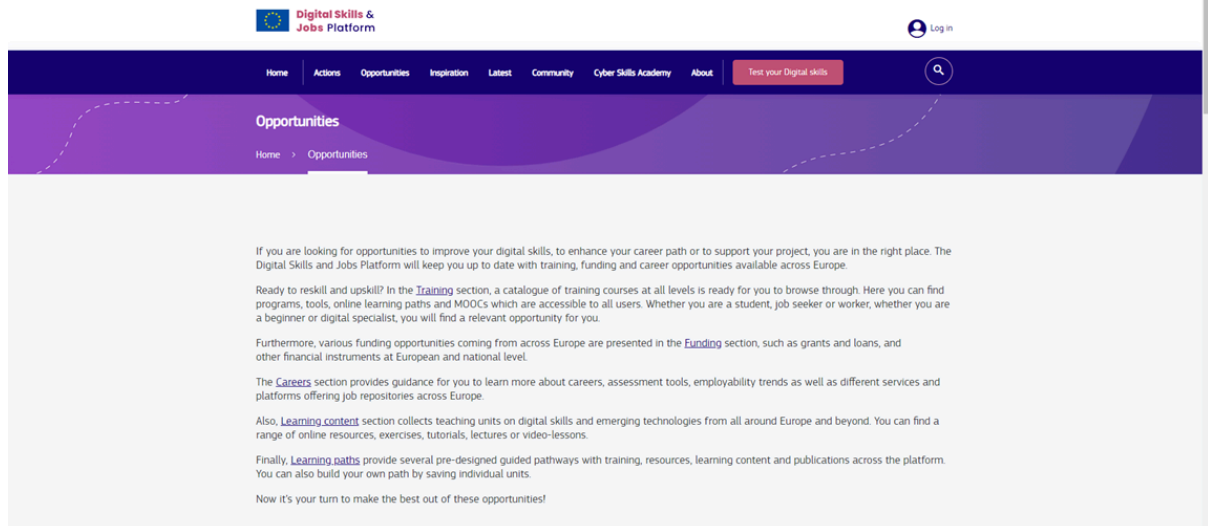 Digital Skills &
Jobs Platform
Log in
Home Actions Opportunities Inspiration Latest Community Cyber Skills Academy About Test your Digital skills
Opportunities
Home > Opportunities
If you are looking for opportunities to improve your digital skills, to enhance your career path or to support your project, you are in the right place. The
Digital Skills and Jobs Platform will keep you up to date with training, funding and career opportunities available across Europe.
Ready to reskill and upskill? In the Training section, a catalogue of training courses at all levels is ready for you to browse through. Here you can find
programs, tools, online learning paths and MOOCs which are accessible to all users. Whether you are a student, job seeker or worker, whether you are
a beginner or digital specialist, you will find a relevant opportunity for you.
Furthermore, various funding opportunities coming from across Europe are presented in the Funding section, such as grants and loans, and
other financial instruments at European and national level.
The Careers section provides guidance for you to learn more about careers, assessment tools, employability trends as well as different services and
platforms offering job repositories across Europe.
Also, Learning content section collects teaching units on digital skills and emerging technologies from all around Europe and beyond. You can find a
range of online resources, exercises, tutorials, lectures or video-lessons.
Finally, Learning paths provide several pre-designed guided pathways with training, resources, learning content and publications across the platform.
You can also build your own path by saving individual units.
Now it's your turn to make the best out of these opportunities!